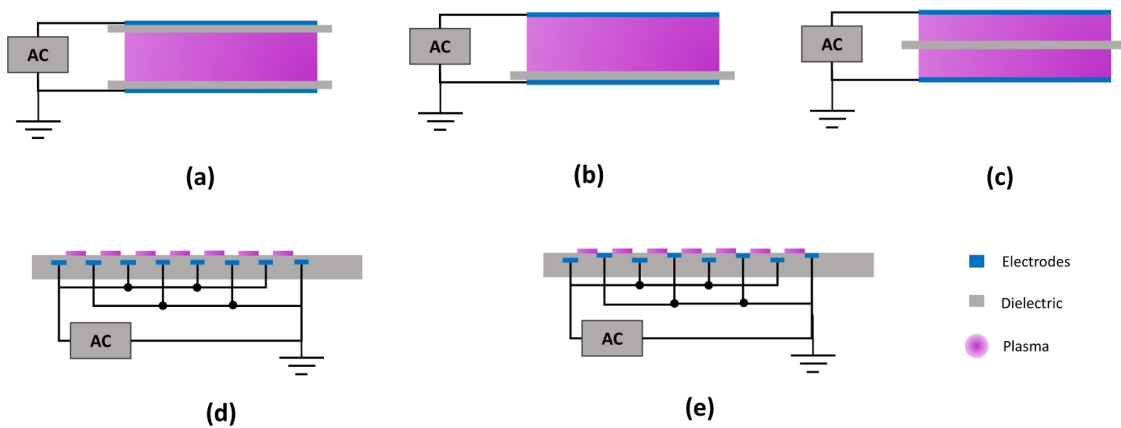 AC
AC
AC
(a)
(b)
(c)
AC
AC
(d)
(e)
Electrodes
Dielectric
Plasma